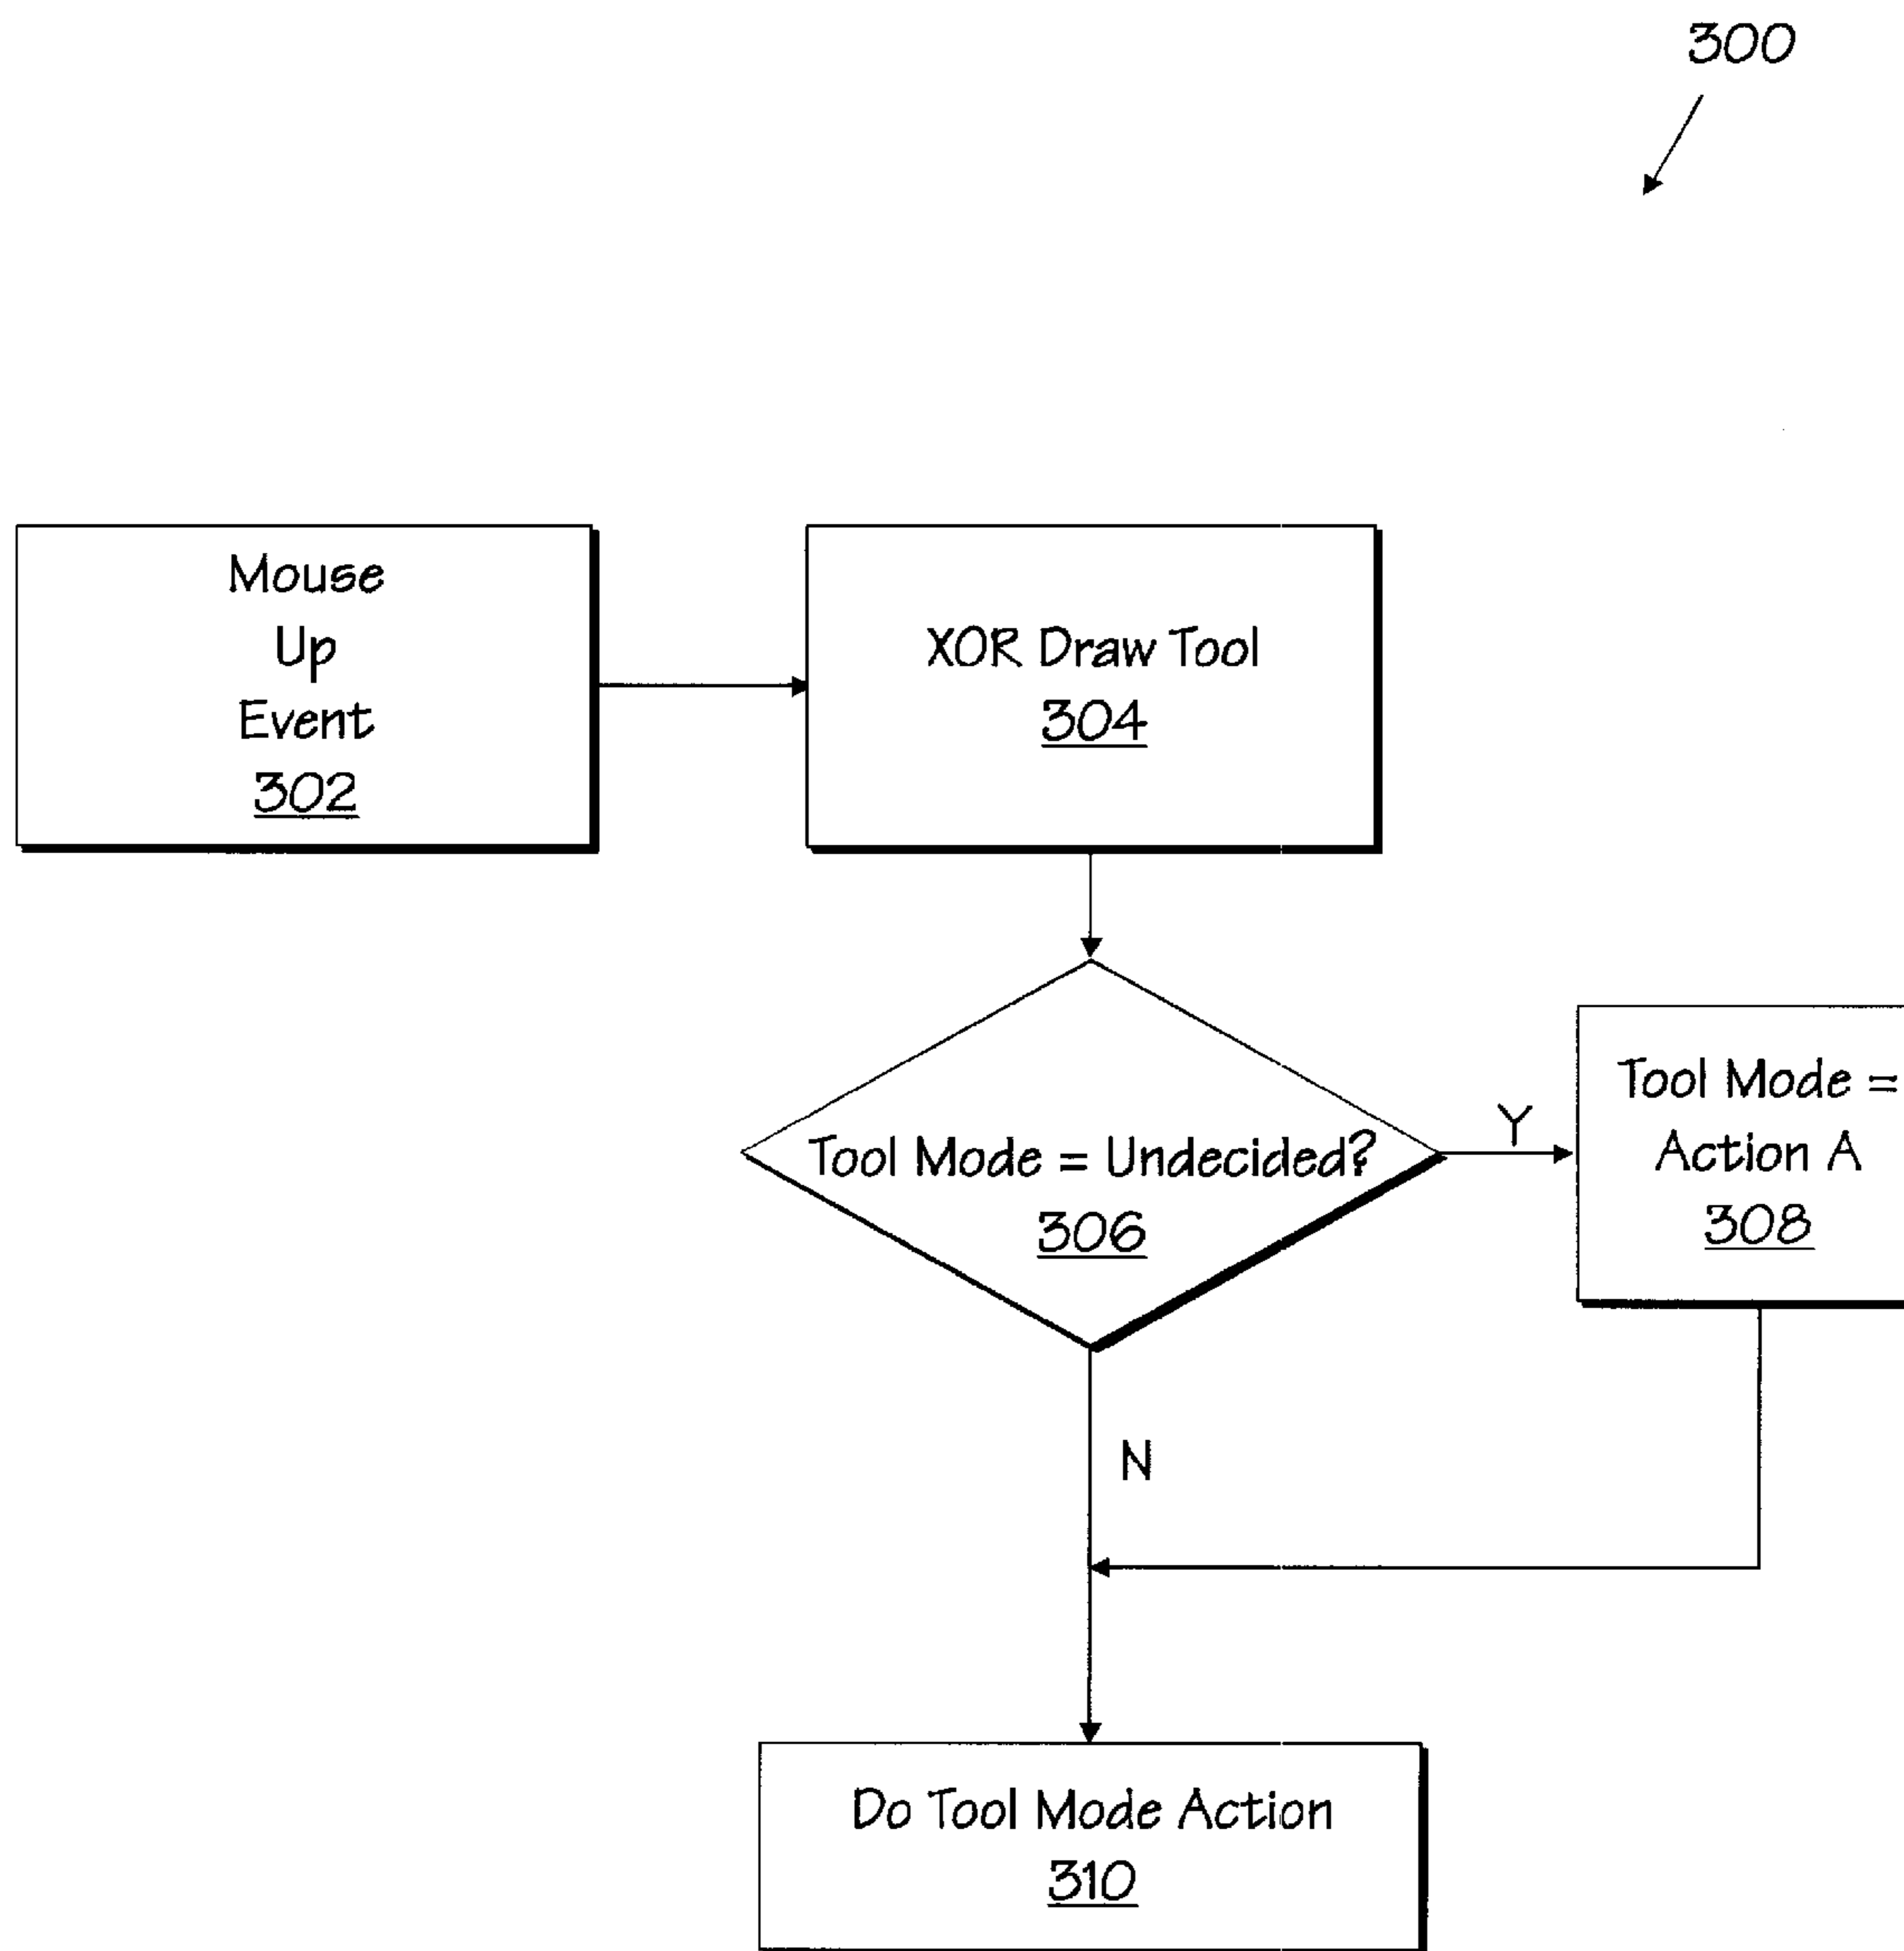 300
Mouse
Up
Event
302
XOR Draw Tool
304
Tool Mode = Undecided?
306
Y
Tool Mode =
Action A
308
N
Do Tool Mode Action
310